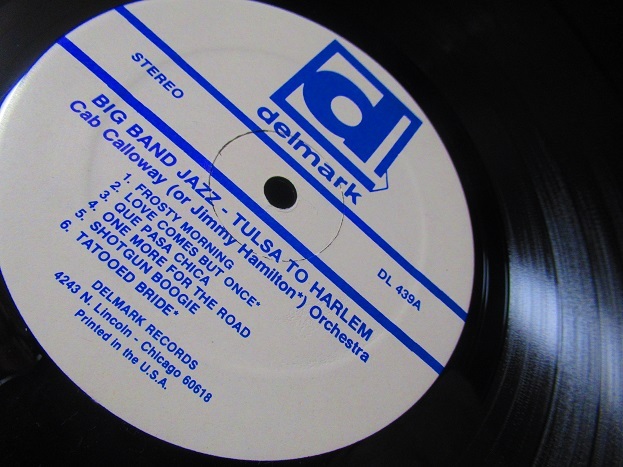 STEREO
dl
delmark
DL 439A
BIG BAND JAZZ - TULSA TO HARLEM
Cab Calloway (or Jimmy Hamilton*) Orchestra
1. FROSTY MORNING
2. LOVE COMES BUT ONCE*
3. QUE PASA CHICA
4. ONE MORE FOR THE ROAD
5. SHOTGUN BOOGIE
6. TATOOED BRIDE*
DELMARK RECORDS
4243 N. Lincoln - Chicago 60618
Printed in the U.S.A.